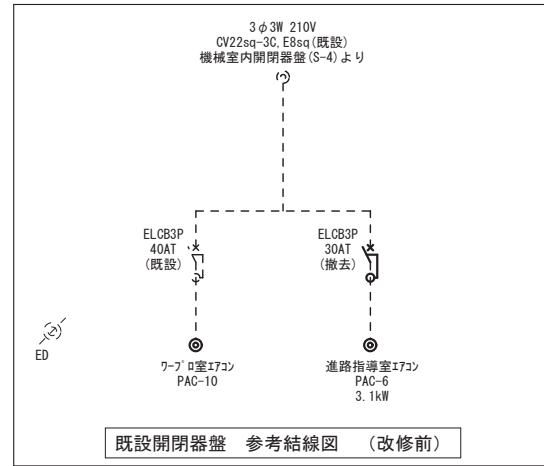 3φ3W 210V
CV22sq-3C,E8sq(既設)
機械室内開閉器盤(S-4)より
ELCB3P
40AT
(既設)
ELCB3P
30AT
(撤去)
ED
ﾜｰﾌﾟﾛ室ｴｱｺﾝ
PAC-10
進路指導室ｴｱｺﾝ
PAC-6
3.1kW
既設開閉器盤 参考結線図 (改修前)